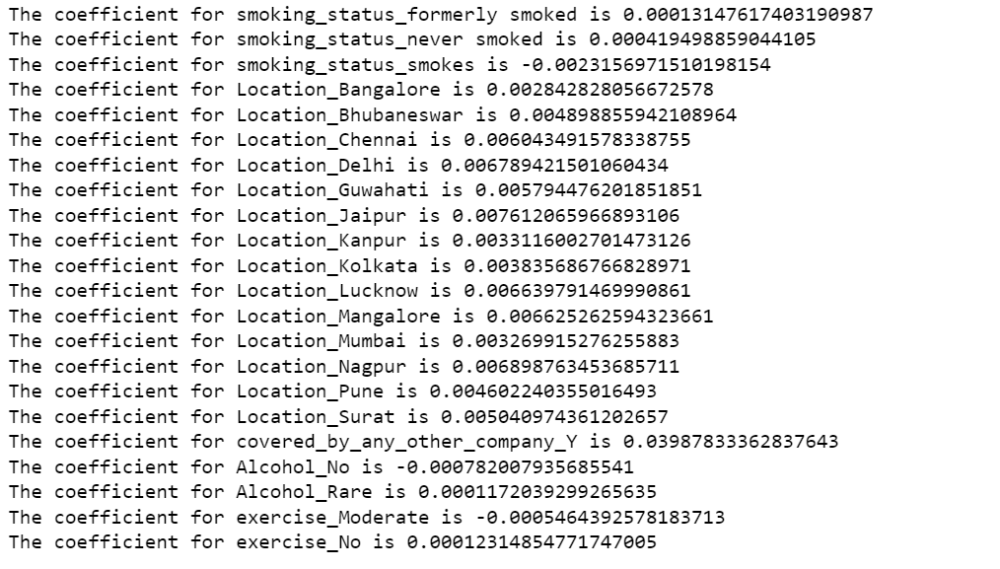 The coefficient for smoking_status_formerly smoked is 0.00013147617403190987
The coefficient for smoking_status_never smoked is 0.000419498859044105
The coefficient for smoking_status_smokes is -0.0023156971510198154
The coefficient for Location_Bangalore is 0.002842828056672578
The coefficient for Location_Bhubaneswar is 0.004898855942108964
The coefficient for Location_Chennai is 0.006043491578338755
The coefficient for Location_Delhi is 0.006789421501060434
The coefficient for Location_Guwahati is 0.005794476201851851
The coefficient for Location_Jaipur is 0.007612065966893106
The coefficient for Location_Kanpur is 0.0033116002701473126
The coefficient for Location_Kolkata is 0.003835686766828971
The coefficient for Location_Lucknow is 0.006639791469990861
The coefficient for Location_Mangalore is 0.006625262594323661
The coefficient for Location_Mumbai is 0.003269915276255883
The coefficient for Location_Nagpur is 0.006898763453685711
The coefficient for Location_Pune is 0.004602240355016493
The coefficient for Location_Surat is 0.005040974361202657
The coefficient for covered_by_any_other_company_Y is 0.03987833362837643
The coefficient for Alcohol_No is -0.000782007935685541
The coefficient for Alcohol_Rare is 0.0001172039299265635
The coefficient for exercise_Moderate is -0.0005464392578183713
The coefficient for exercise_No is 0.00012314854771747005